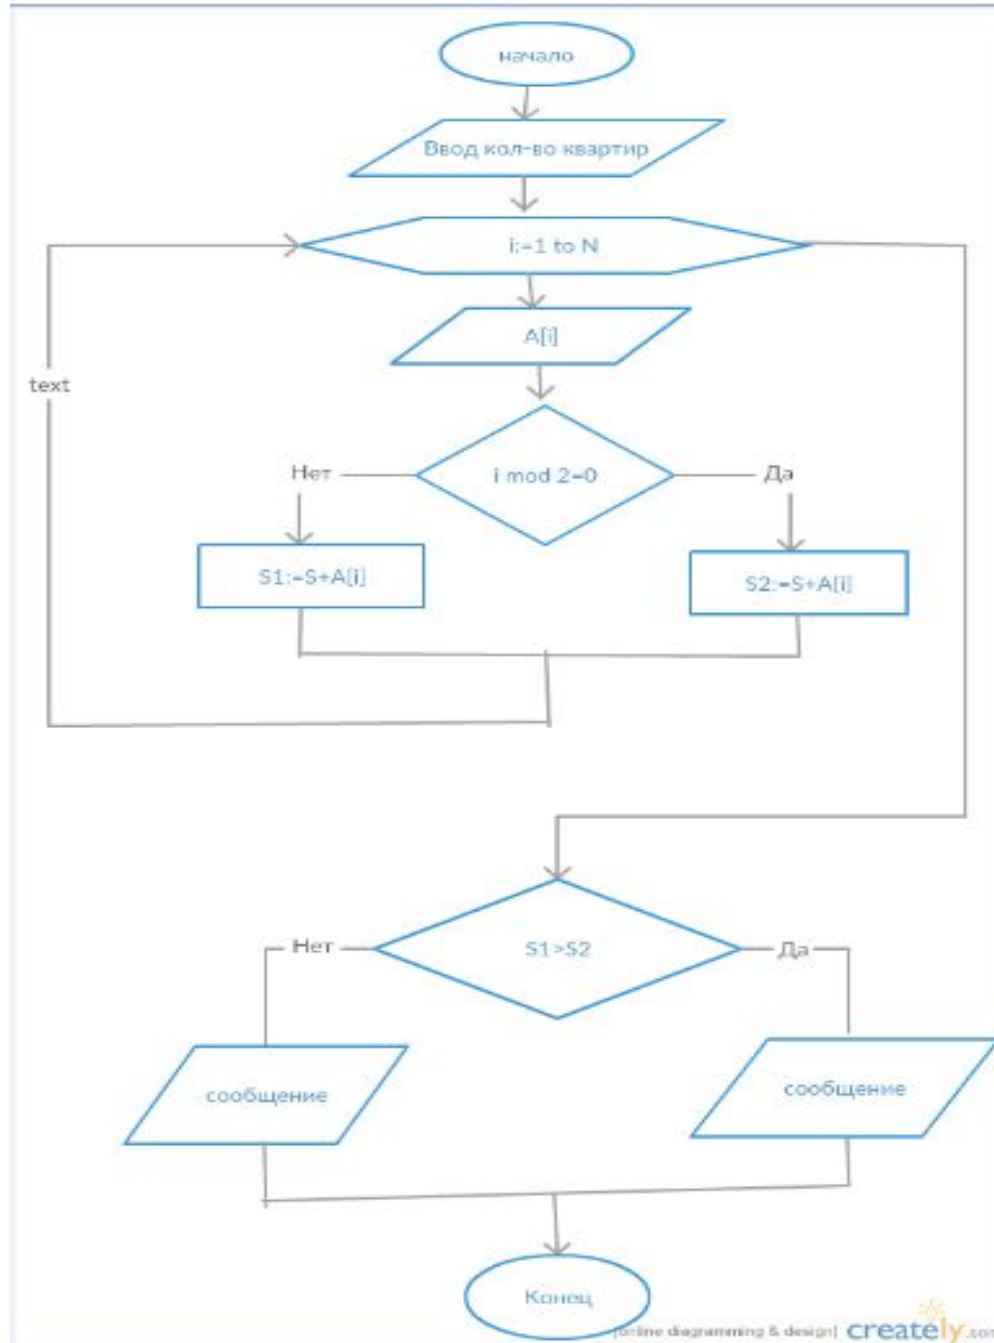 начало
Ввод кол-во квартир
i:=1 to N
A[i]
text
i mod 2=0
Нет
Да
S1:=S+A[i]
S2:=S+A[i]
S1>S2
Нет
Да
сообщение
сообщение
Конец
[online diagramming & design] creately.com